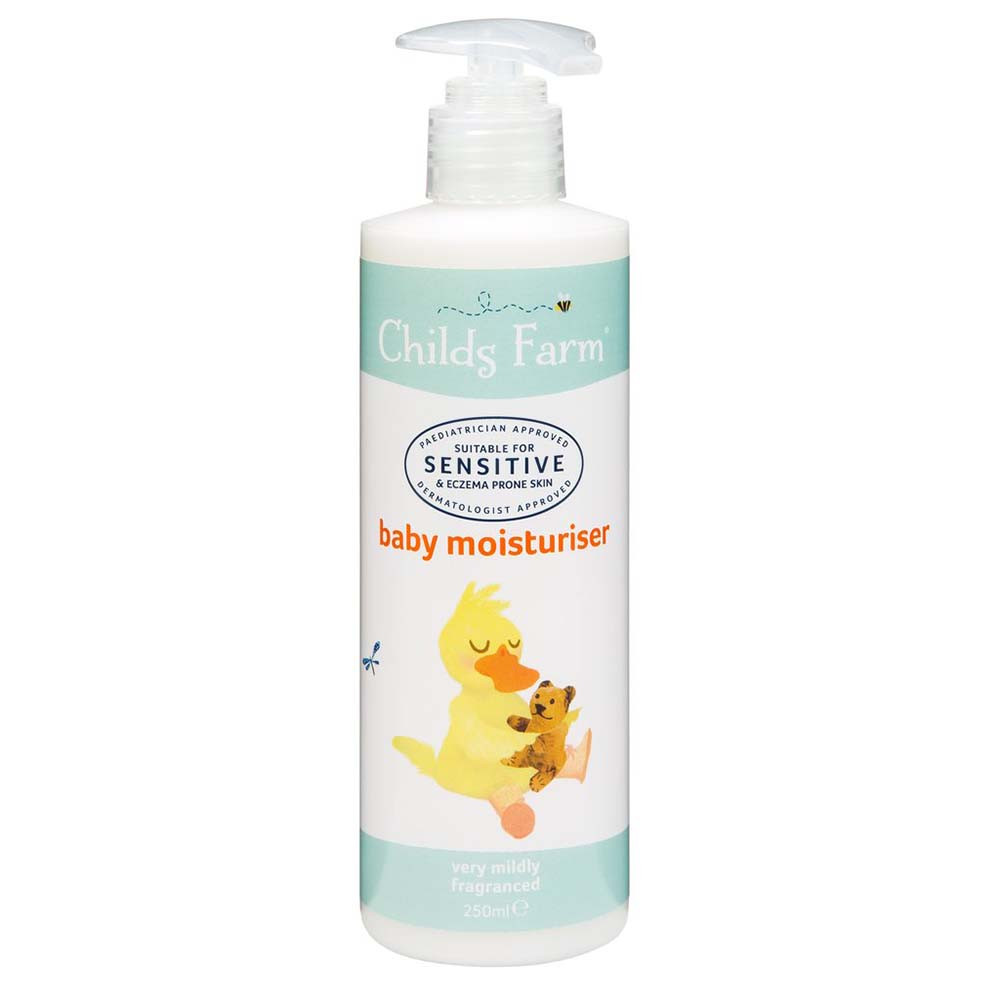 Childs Farm®
PAEDIATRICIAN APPROVED
SUITABLE FOR
SENSITIVE
& ECZEMA PRONE SKIN
DERMATOLOGIST APPROVED
baby moisturiser
very mildly
fragranced
250ml℮